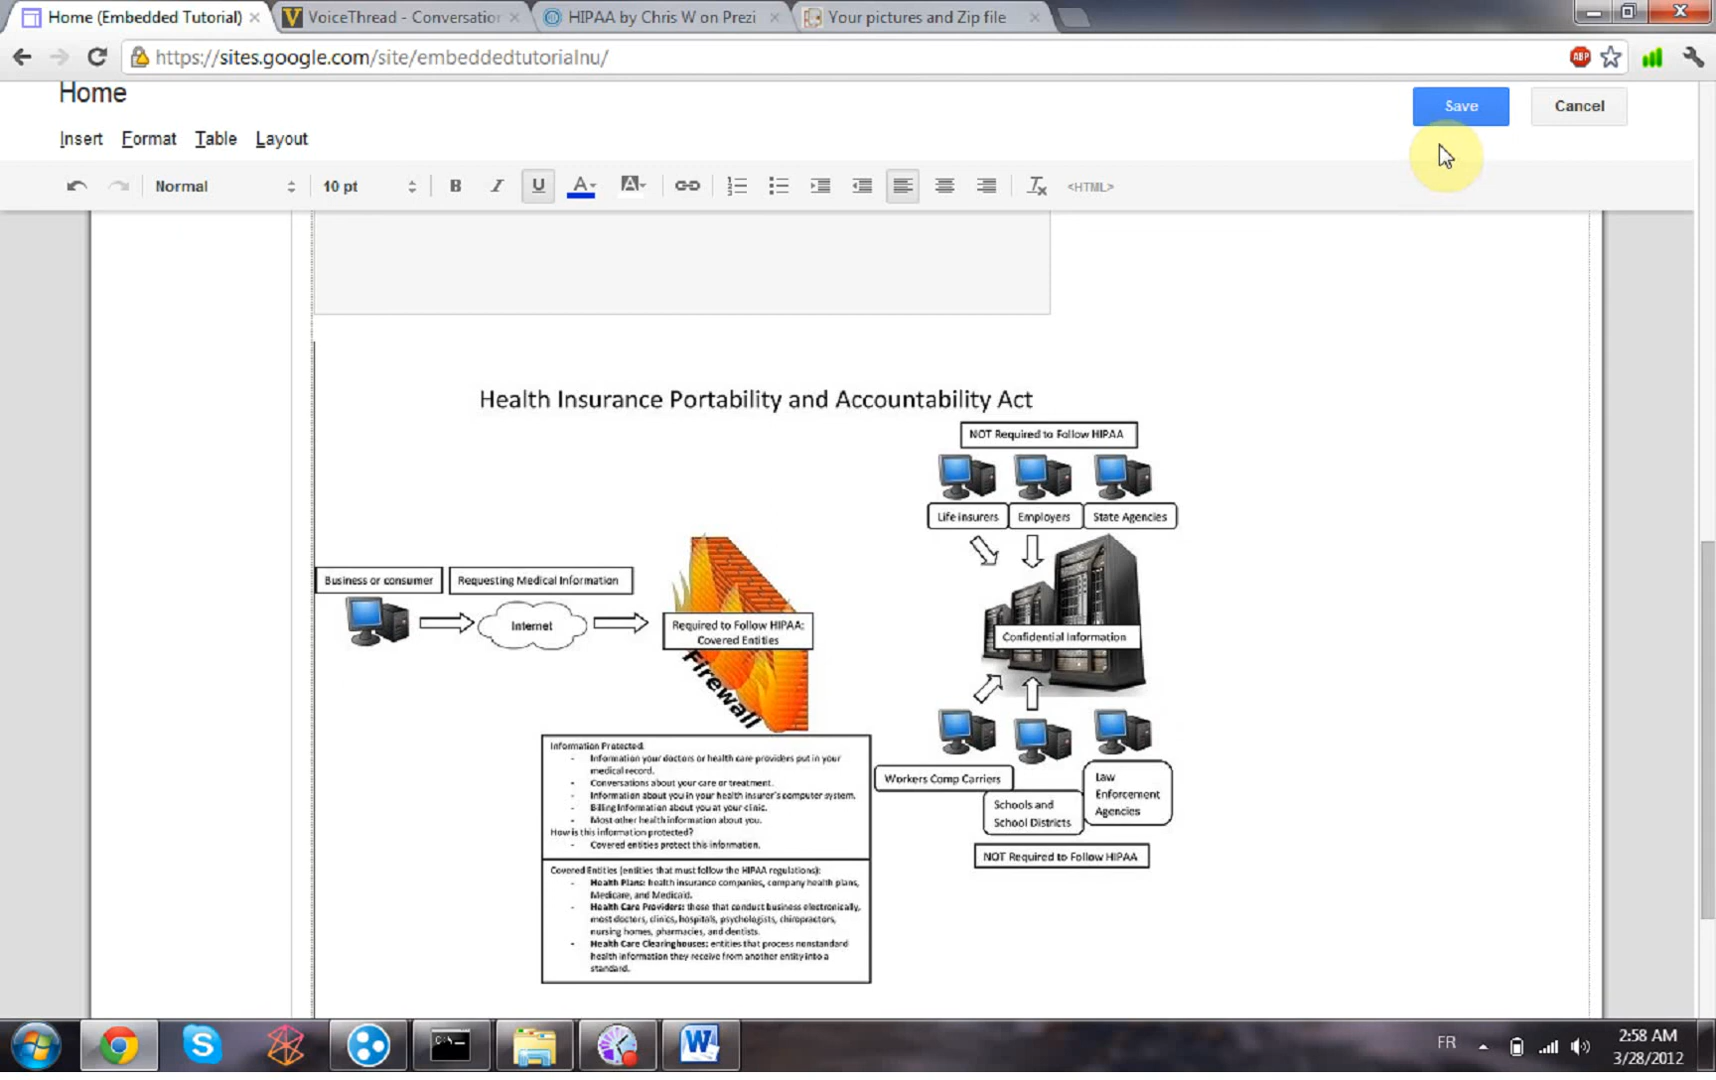 Home (Embedded Tutorial)
VoiceThread - Conversation
HIPAA by Chris W on Prezi
Your pictures and Zip file
https://sites.google.com/site/embeddedtutorialnu/
ABP
Home
Save
Cancel
Insert
Format
Table
Layout
Normal
10 pt
B
I
U
A
A
<HTML>
Health Insurance Portability and Accountability Act
NOT Required to Follow HIPAA
Life insurers
Employers
State Agencies
Business or consumer
Requesting Medical Information
Internet
Required to Follow HIPAA:
Covered Entities
Firewall
Confidential Information
Information Protected:
- Information your doctors or health care providers put in your
medical record.
- Conversations about your care or treatment.
- Information about you in your health insurer's computer system.
- Billing Information about you at your clinic.
- Most other health information about you.
How is this information protected?
- Covered entities protect this information.
Covered Entities (entities that must follow the HIPAA regulations):
- Health Plans: health insurance companies, company health plans,
Medicare, and Medicaid.
- Health Care Providers: those that conduct business electronically,
most doctors, clinics, hospitals, psychologists, chiropractors,
nursing homes, pharmacies, and dentists.
- Health Care Clearinghouses: entities that process nonstandard
health information they receive from another entity into a
standard.
Workers Comp Carriers
Schools and
School Districts
Law
Enforcement
Agencies
NOT Required to Follow HIPAA
FR
2:58 AM
3/28/2012